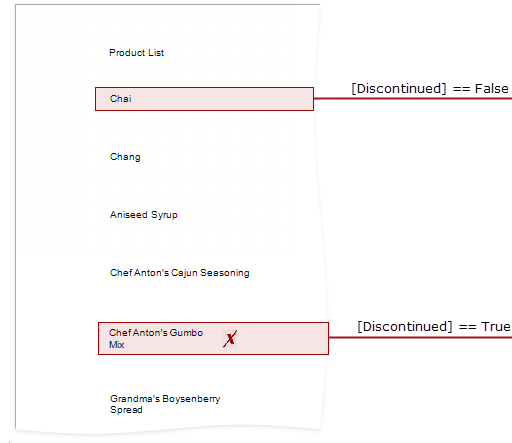 Product List
Chai
[Discontinued] == False
Chang
Aniseed Syrup
Chef Anton's Cajun Seasoning
Chef Anton's Gumbo
Mix
X
[Discontinued] == True
Grandma's Boysenberry
Spread